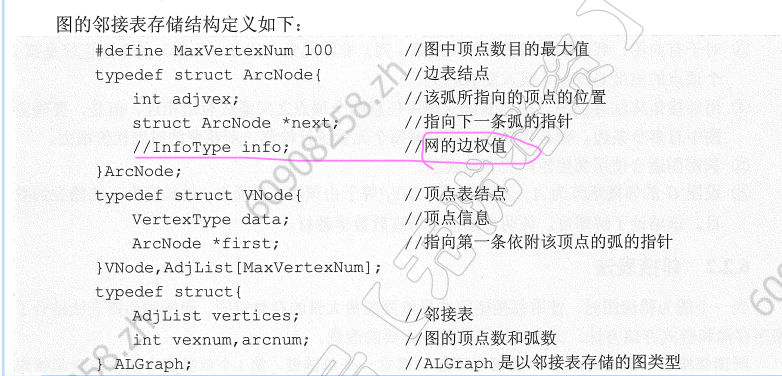 图的邻接表存储结构定义如下：
#define MaxVertexNum 100 //图中顶点数目的最大值
typedef struct ArcNode{ //边表结点
int adjvex; //该弧所指向的顶点的位置
struct ArcNode *next; //指向下一条弧的指针
//InfoType info; //网的边权值
}ArcNode;
typedef struct VNode{ //顶点表结点
VertexType data; //顶点信息
ArcNode *first; //指向第一条依附该顶点的弧的指针
}VNode,AdjList[MaxVertexNum];
typedef struct{
AdjList vertices; //邻接表
int vexnum,arcnum; //图的顶点数和弧数
} ALGraph; //ALGraph 是以邻接表存储的图类型